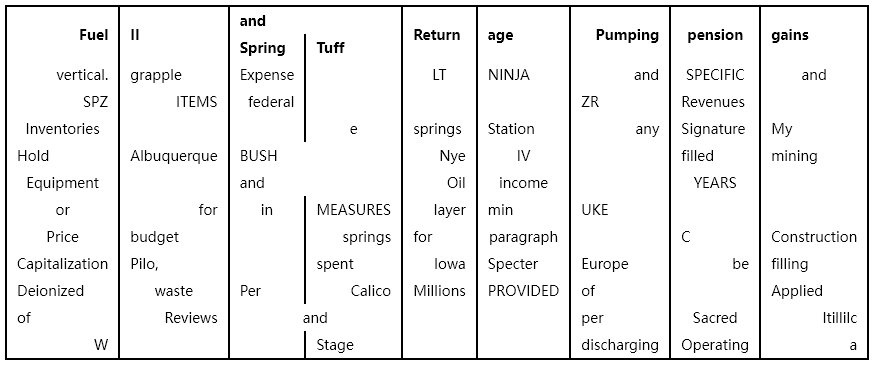 Fuel II and Spring Tuff Return age Pumping pension gains
vertical. grapple Expense LT NINJA and SPECIFIC and
SPZ ITEMS federal ZR Revenues
Inventories e springs Station any Signature My
Hold Albuquerque BUSH Nye IV filled mining
Equipment and Oil income YEARS
or for in MEASURES layer min UKE
Price budget springs for paragraph C Construction
Capitalization Pilo, spent Iowa Specter Europe be filling
Deionized waste Per Calico Millions PROVIDED of Applied
of Reviews and per Sacred Itillilc
W Stage discharging Operating a